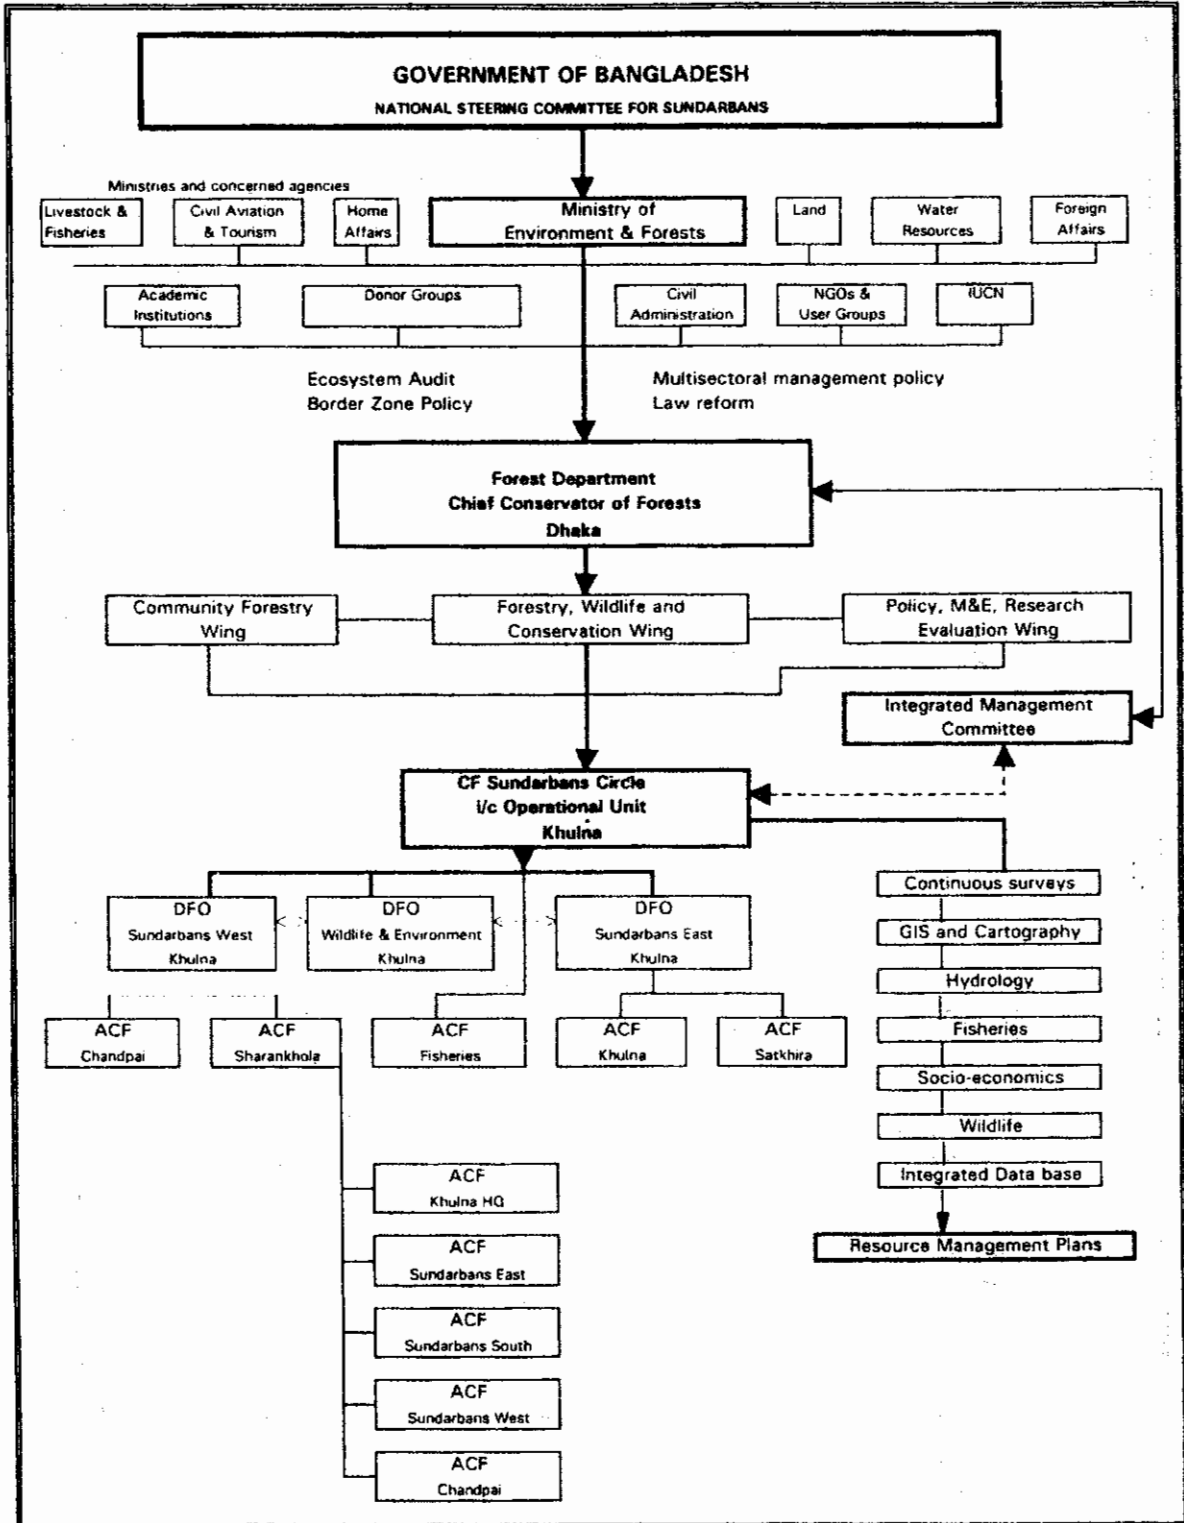 GOVERNMENT OF BANGLADESH
NATIONAL STEERING COMMITTEE FOR SUNDARBANS
Ministries and concerned agencies
Livestock &
Fisheries
Civil Aviation
& Tourism
Home
Affairs
Ministry of
Environment & Forests
Land
Water
Resources
Foreign
Affairs
Academic
Institutions
Donor Groups
Civil
Administration
NGOs &
User Groups
IUCN
Ecosystem Audit
Border Zone Policy
Multisectoral management policy
Law reform
Forest Department
Chief Conservator of Forests
Dhaka
Community Forestry
Wing
Forestry, Wildlife and
Conservation Wing
Policy, M&E, Research
Evaluation Wing
Integrated Management
Committee
CF Sundarbans Circle
i/c Operational Unit
Khulna
DFO
Sundarbans West
Khulna
DFO
Wildlife & Environment
Khulna
DFO
Sundarbans East
Khulna
ACF
Chandpai
ACF
Sharankhola
ACF
Fisheries
ACF
Khulna
ACF
Satkhira
ACF
Khulna HQ
ACF
Sundarbans East
ACF
Sundarbans South
ACF
Sundarbans West
ACF
Chandpai
Continuous surveys
GIS and Cartography
Hydrology
Fisheries
Socio-economics
Wildlife
Integrated Data base
Resource Management Plans